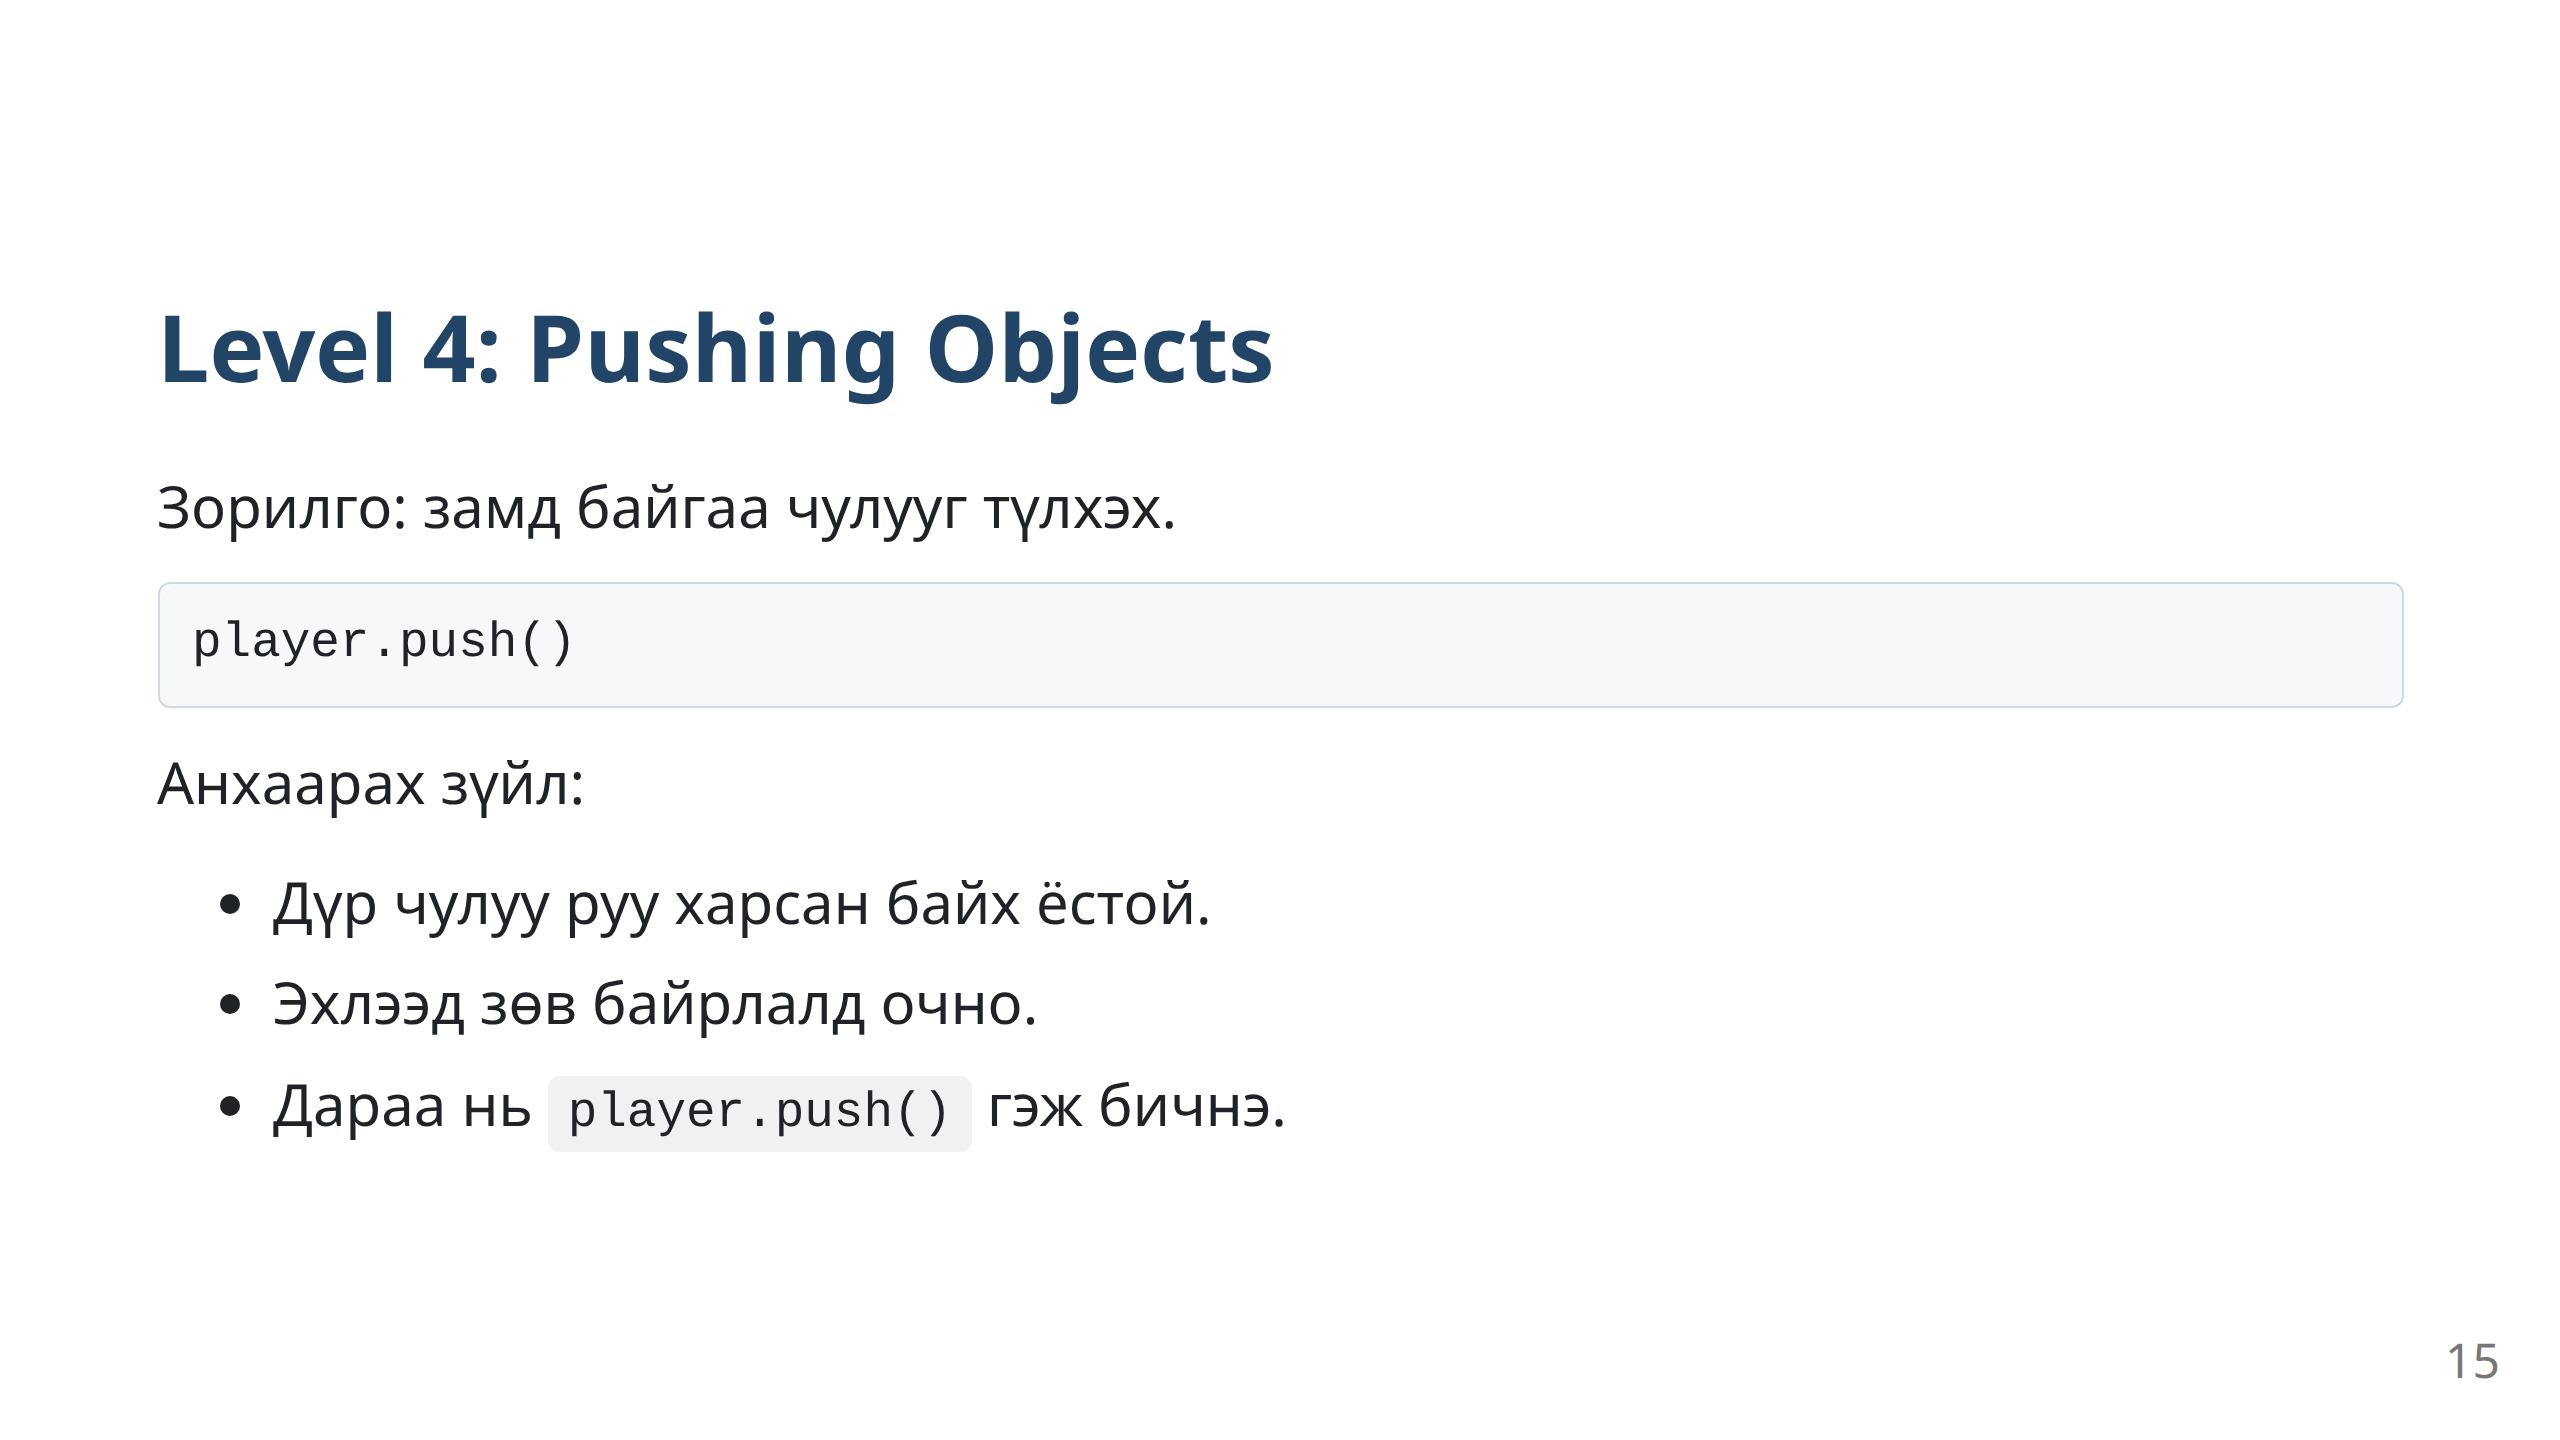 Level 4: Pushing Objects
Зорилго: замд байгаа чулууг түлхэх.
player.push()
Анхаарах зүйл:
• Дүр чулуу руу харсан байх ёстой.
• Эхлээд зөв байрлалд очно.
• Дараа нь player.push() гэж бичнэ.
15